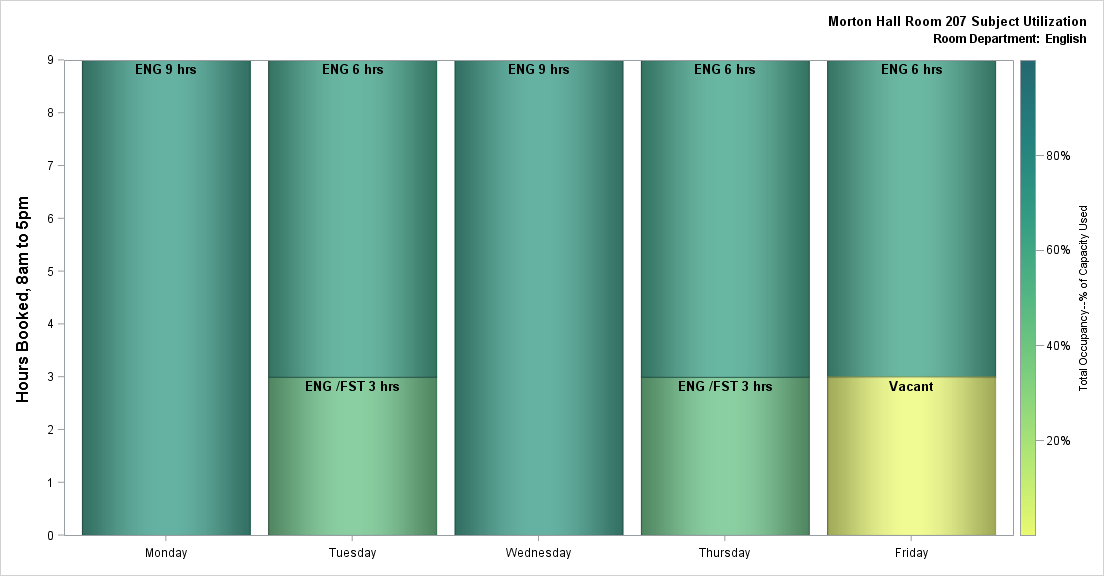 Morton Hall Room 207 Subject Utilization
Room Department: English
Hours Booked, 8am to 5pm
9
8
7
6
5
4
3
2
1
0
ENG 9 hrs
ENG 6 hrs
ENG 9 hrs
ENG 6 hrs
ENG 6 hrs
ENG /FST 3 hrs
ENG /FST 3 hrs
Vacant
Monday
Tuesday
Wednesday
Thursday
Friday
80%
60%
40%
20%
Total Occupancy--% of Capacity Used